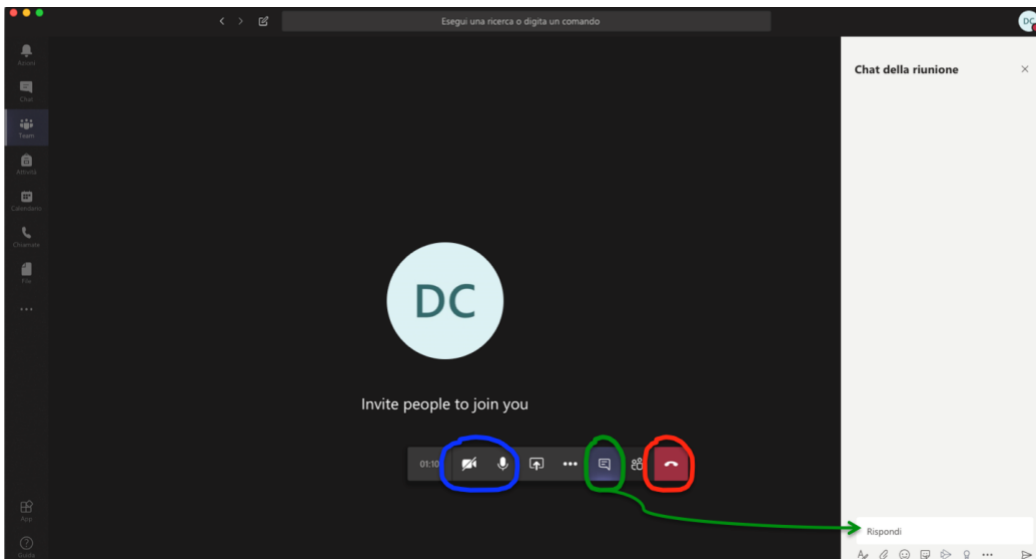 Esegui una ricerca o digita un comando
DC
Azioni
Chat
Team
Attività
Calendario
Chiamate
File
App
Guida
DC
Invite people to join you
01:10
Chat della riunione
Rispondi